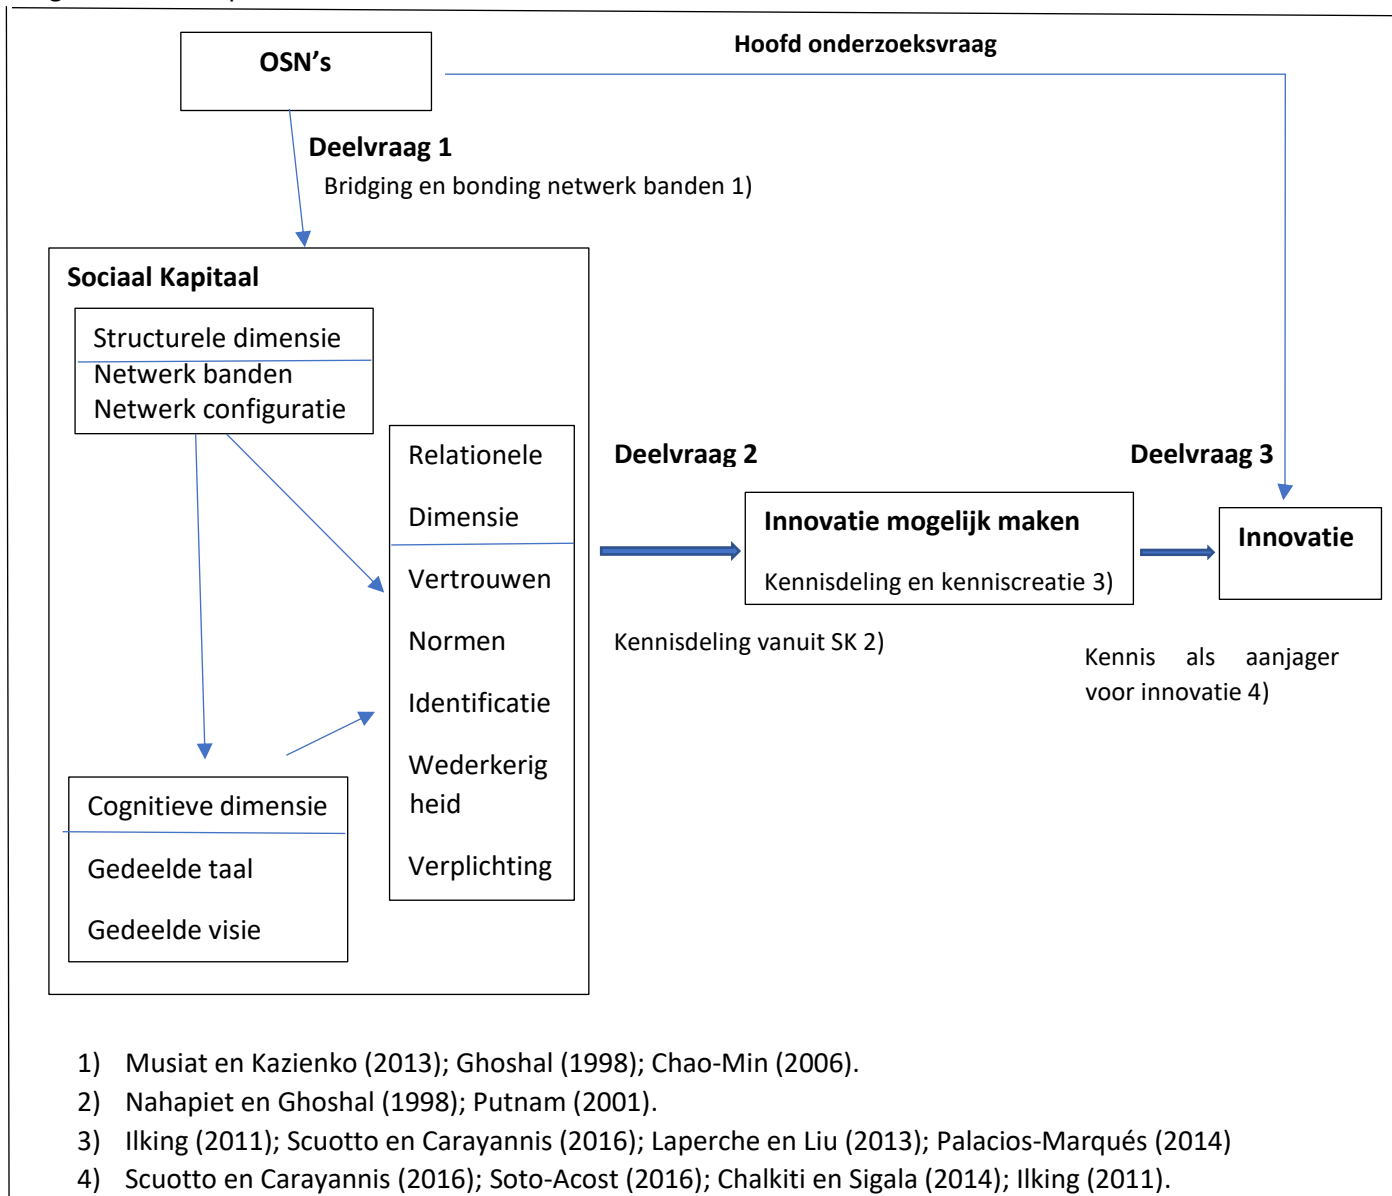 OSN's
Hoofd onderzoeksvraag
Deelvraag 1
Bridging en bonding netwerk banden 1)
Sociaal Kapitaal
Structurele dimensie
Netwerk banden
Netwerk configuratie
Relationele
Dimensie
Vertrouwen
Normen
Identificatie
Wederkerig
heid
Verplichting
Cognitieve dimensie
Gedeelde taal
Gedeelde visie
Deelvraag 2
Kennisdeling vanuit SK 2)
Innovatie mogelijk maken
Kennisdeling en kenniscreatie 3)
Deelvraag 3
Kennis als aanjager
voor innovatie 4)
Innovatie
1) Musiat en Kazienko (2013); Ghoshal (1998); Chao-Min (2006).
2) Nahapiet en Ghoshal (1998); Putnam (2001).
3) Ilking (2011); Scuotto en Carayannis (2016); Laperche en Liu (2013); Palacios-Marqués (2014)
4) Scuotto en Carayannis (2016); Soto-Acost (2016); Chalkiti en Sigala (2014); Ilking (2011).